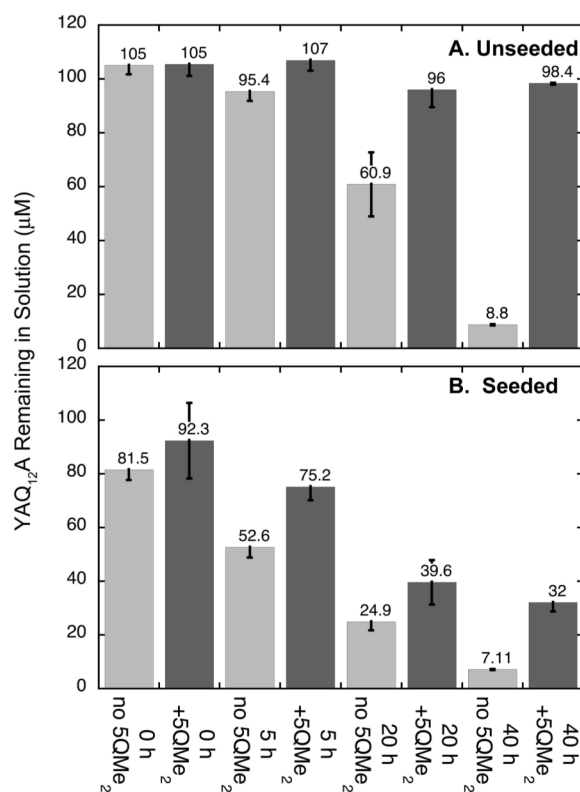 YAQ₁₂A Remaining in Solution (μM)
120
100
80
60
40
20
0
A. Unseeded
105
105
95.4
107
60.9
96
8.8
98.4
120
100
80
60
40
20
0
B. Seeded
81.5
92.3
52.6
75.2
24.9
39.6
7.11
32
0 h
no 5QMe₂
0 h
+5QMe₂
5 h
no 5QMe₂
5 h
+5QMe₂
20 h
no 5QMe₂
20 h
+5QMe₂
40 h
no 5QMe₂
40 h
+5QMe₂